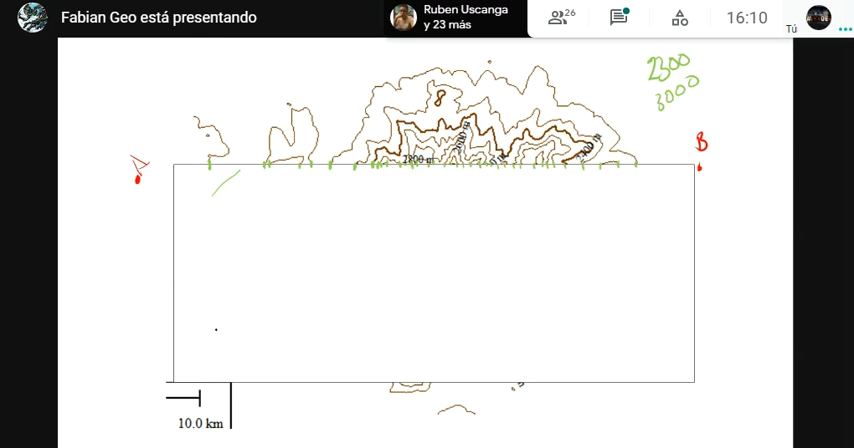 Fabian Geo está presentando
Ruben Uscanga
y 23 más
26
16:10
Tú
2300
3000
A
B
2800 m
10.0 km